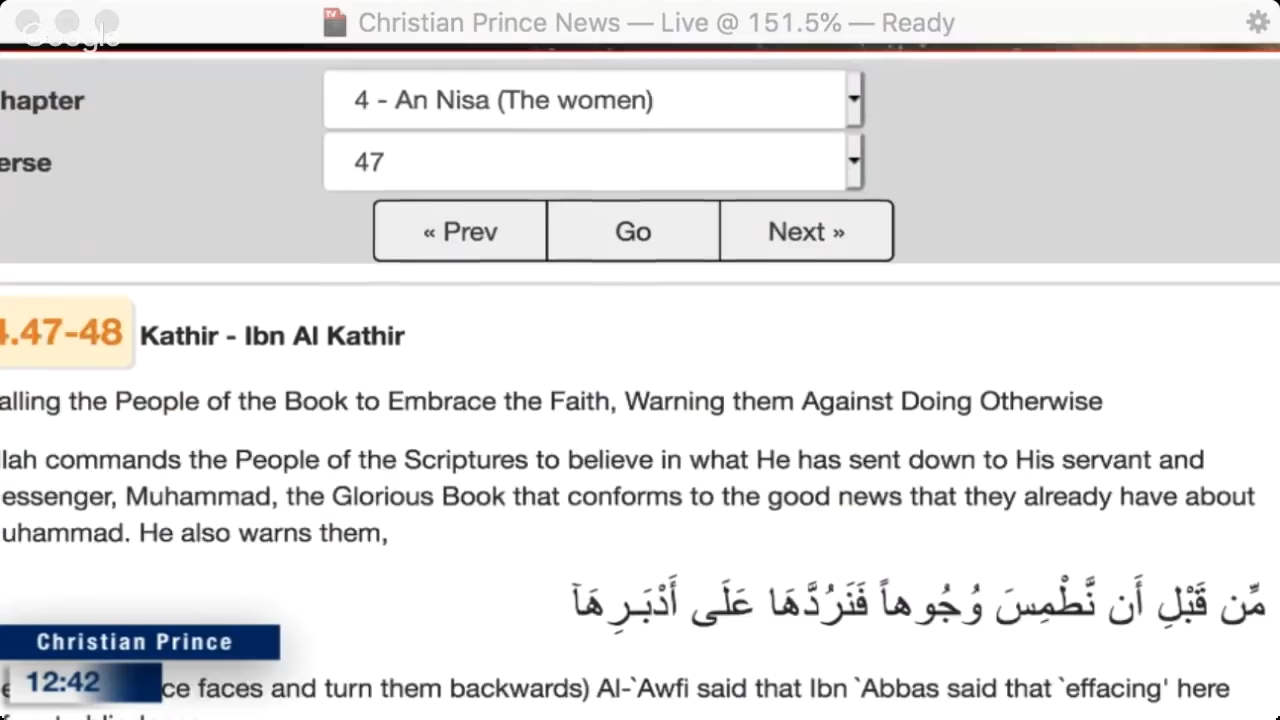 Christian Prince News — Live @ 151.5% — Ready
Google
hapter
4 - An Nisa (The women)
erse
47
« Prev
Go
Next »
4.47-48
Kathir - Ibn Al Kathir
alling the People of the Book to Embrace the Faith, Warning them Against Doing Otherwise
llah commands the People of the Scriptures to believe in what He has sent down to His servant and
essenger, Muhammad, the Glorious Book that conforms to the good news that they already have about
uhammad. He also warns them,
مِّن قَبْلِ أَن نَّطْمِسَ وُجُوهاً فَنَرُدَّهَا عَلَى أَدْبَـرِهَآ
Christian Prince
12:42
ce faces and turn them backwards) Al-`Awfi said that Ibn `Abbas said that `effacing' here